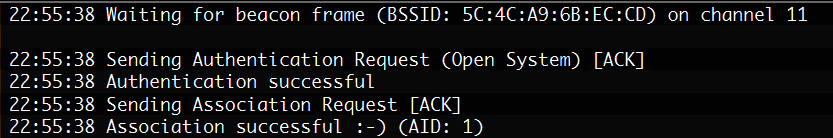 22:55:38 Waiting for beacon frame (BSSID: 5C:4C:A9:6B:EC:CD) on channel 11
22:55:38 Sending Authentication Request (Open System) [ACK]
22:55:38 Authentication successful
22:55:38 Sending Association Request [ACK]
22:55:38 Association successful :-) (AID: 1)